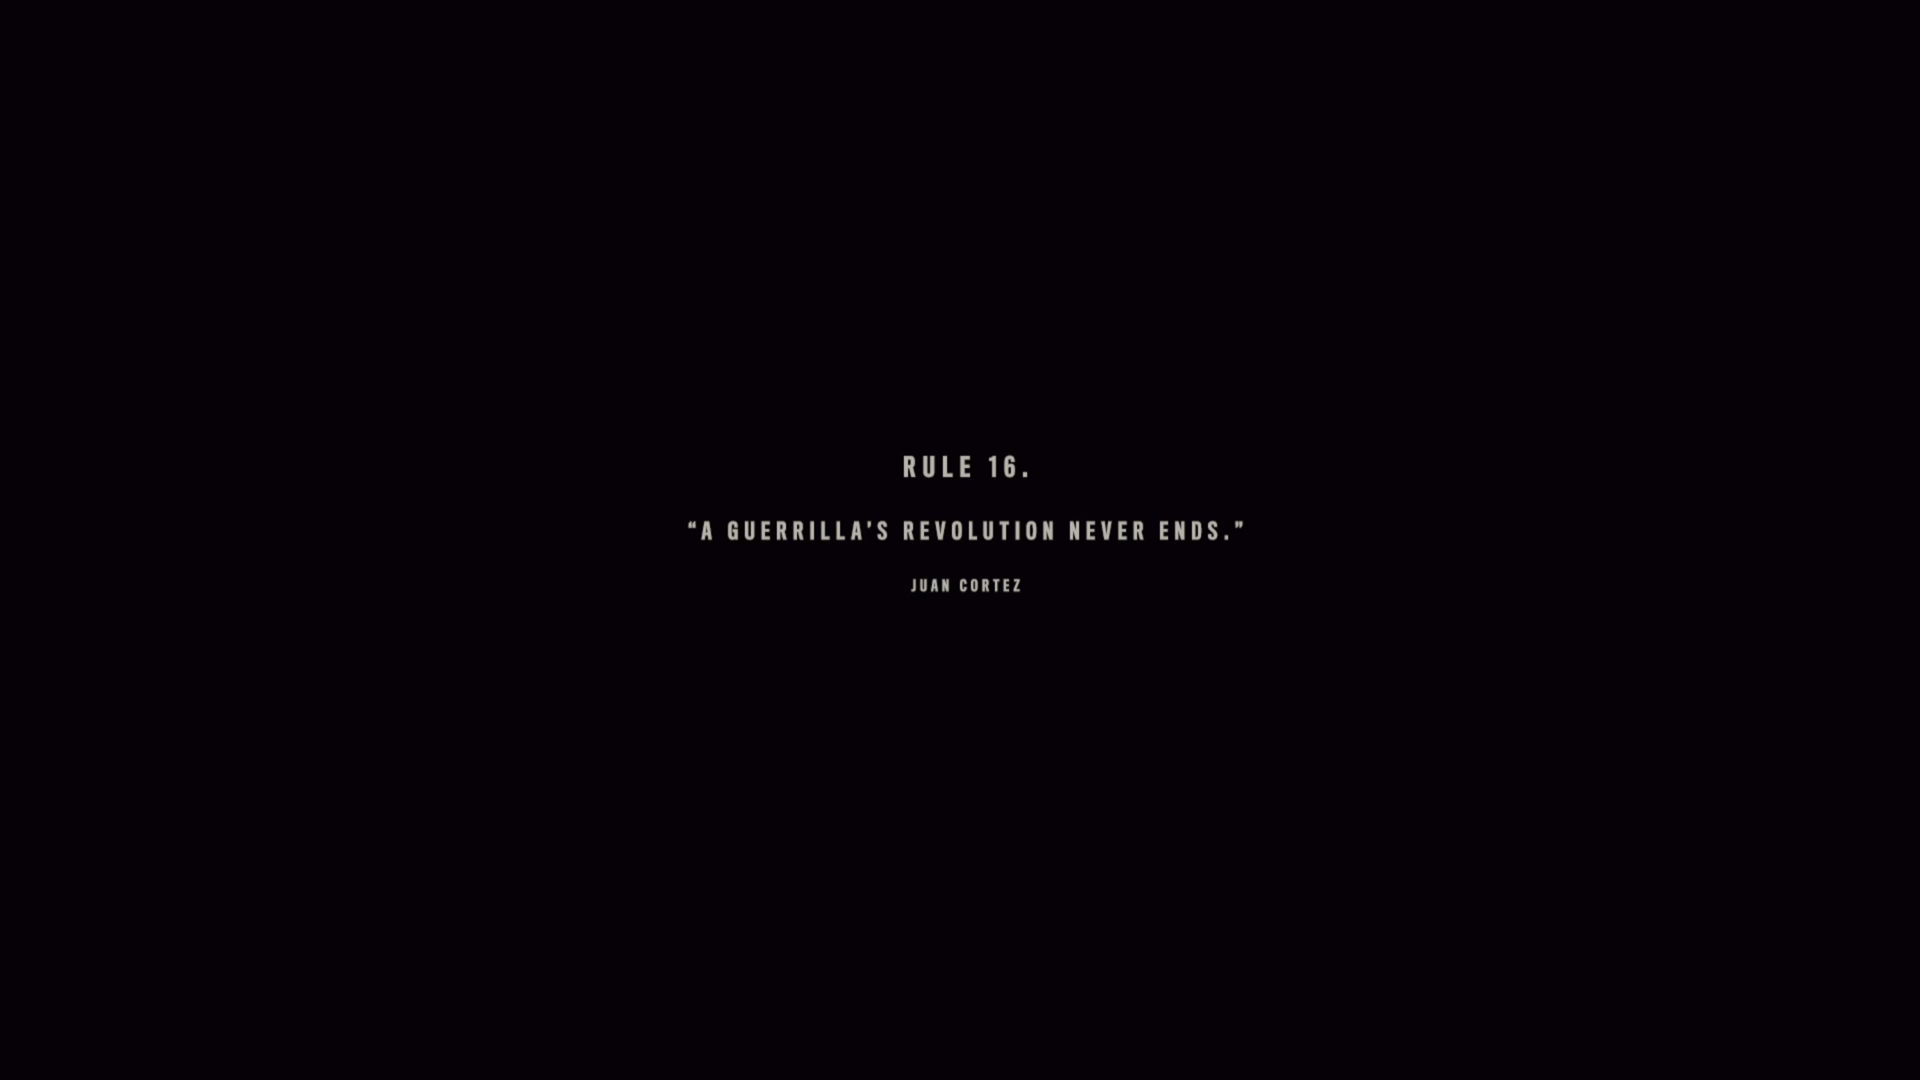 RULE 16.
“A GUERRILLA’S REVOLUTION NEVER ENDS.”
JUAN CORTEZ